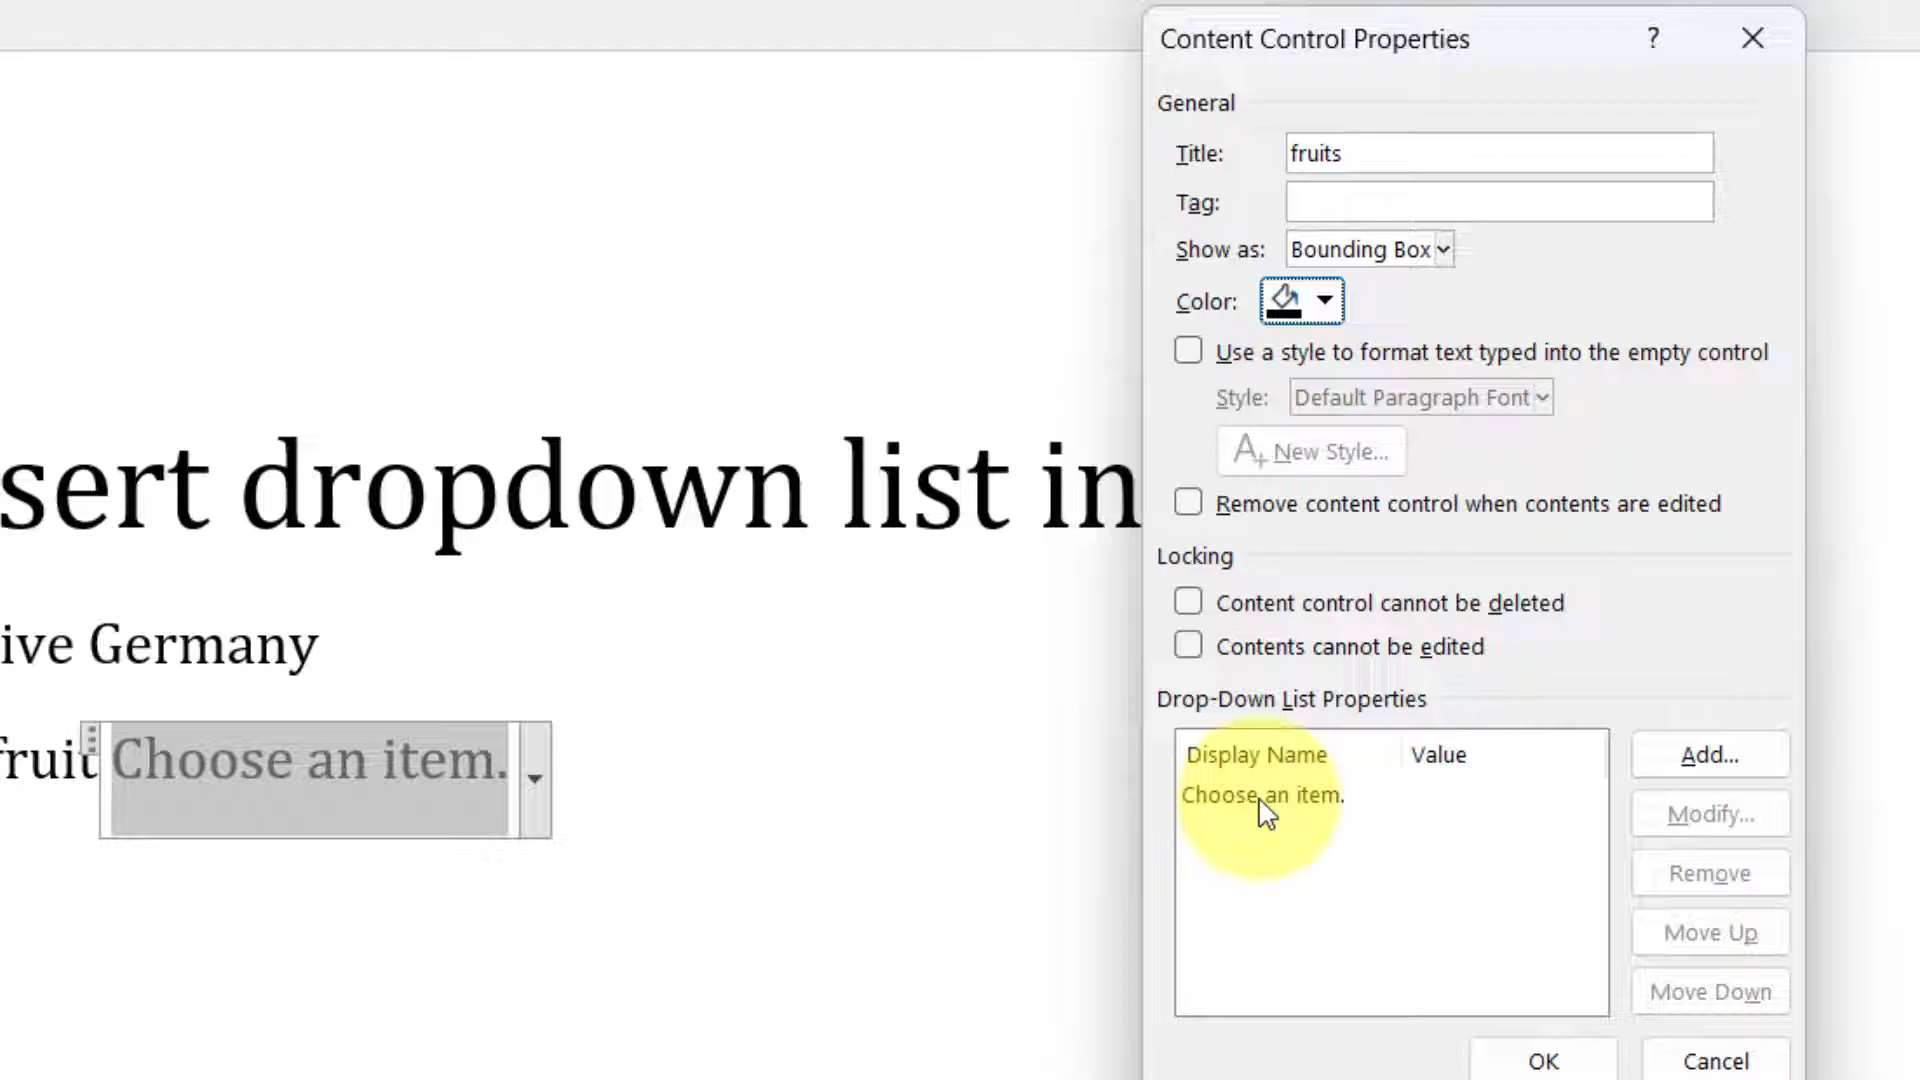 Content Control Properties ?
General
Title: fruits
Tag:
Show as: Bounding Box
Color:
Use a style to format text typed into the empty control
Style: Default Paragraph Font
A+ New Style...
Remove content control when contents are edited
Locking
Content control cannot be deleted
Contents cannot be edited
Drop-Down List Properties
Display Name Value
Choose an item.
Add...
Modify...
Remove
Move Up
Move Down
OK Cancel
sert dropdown list in
ive Germany
fruit Choose an item.